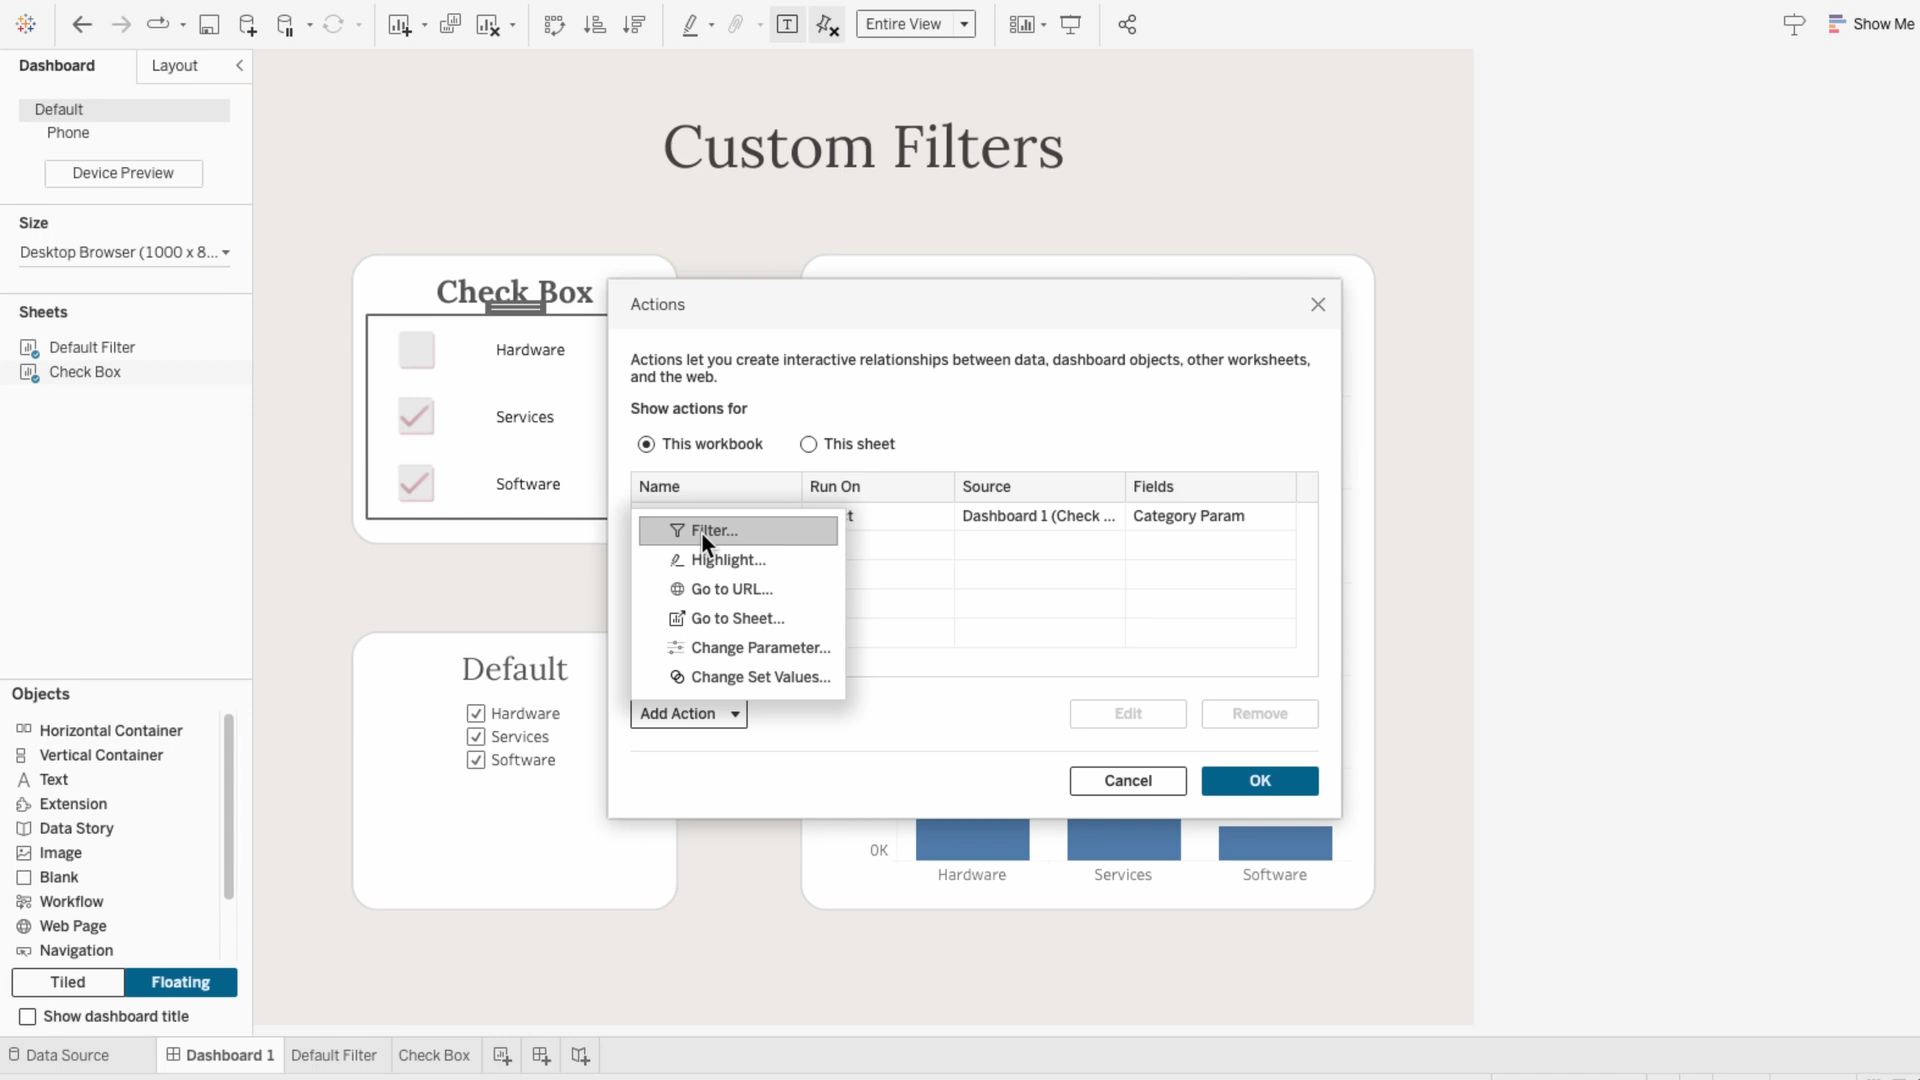 Entire View
Show Me
Dashboard
Layout
Default
Phone
Device Preview
Size
Desktop Browser (1000 x 8...
Sheets
Default Filter
Check Box
Objects
Horizontal Container
Vertical Container
Text
Extension
Data Story
Image
Blank
Workflow
Web Page
Navigation
Tiled
Floating
Show dashboard title
Custom Filters
Check Box
Hardware
Services
Software
Default
Hardware
Services
Software
Actions
Actions let you create interactive relationships between data, dashboard objects, other worksheets,
and the web.
Show actions for
This workbook
This sheet
Name
Run On
Source
Fields
Dashboard 1 (Check ...
Category Param
Filter...
Highlight...
Go to URL...
Go to Sheet...
Change Parameter...
Change Set Values...
Add Action
Edit
Remove
Cancel
OK
0K
Hardware
Services
Software
Data Source
Dashboard 1
Default Filter
Check Box